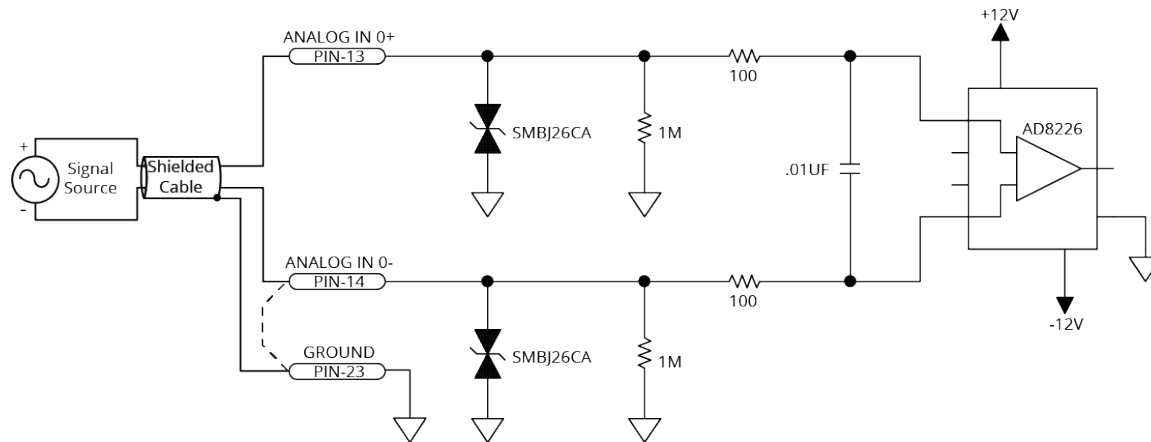 +12V
ANALOG IN 0+
PIN-13
100
SMBJ26CA
1M
AD8226
+
Signal
Source
-
Shielded
Cable
.01UF
ANALOG IN 0-
PIN-14
100
-12V
SMBJ26CA
1M
GROUND
PIN-23